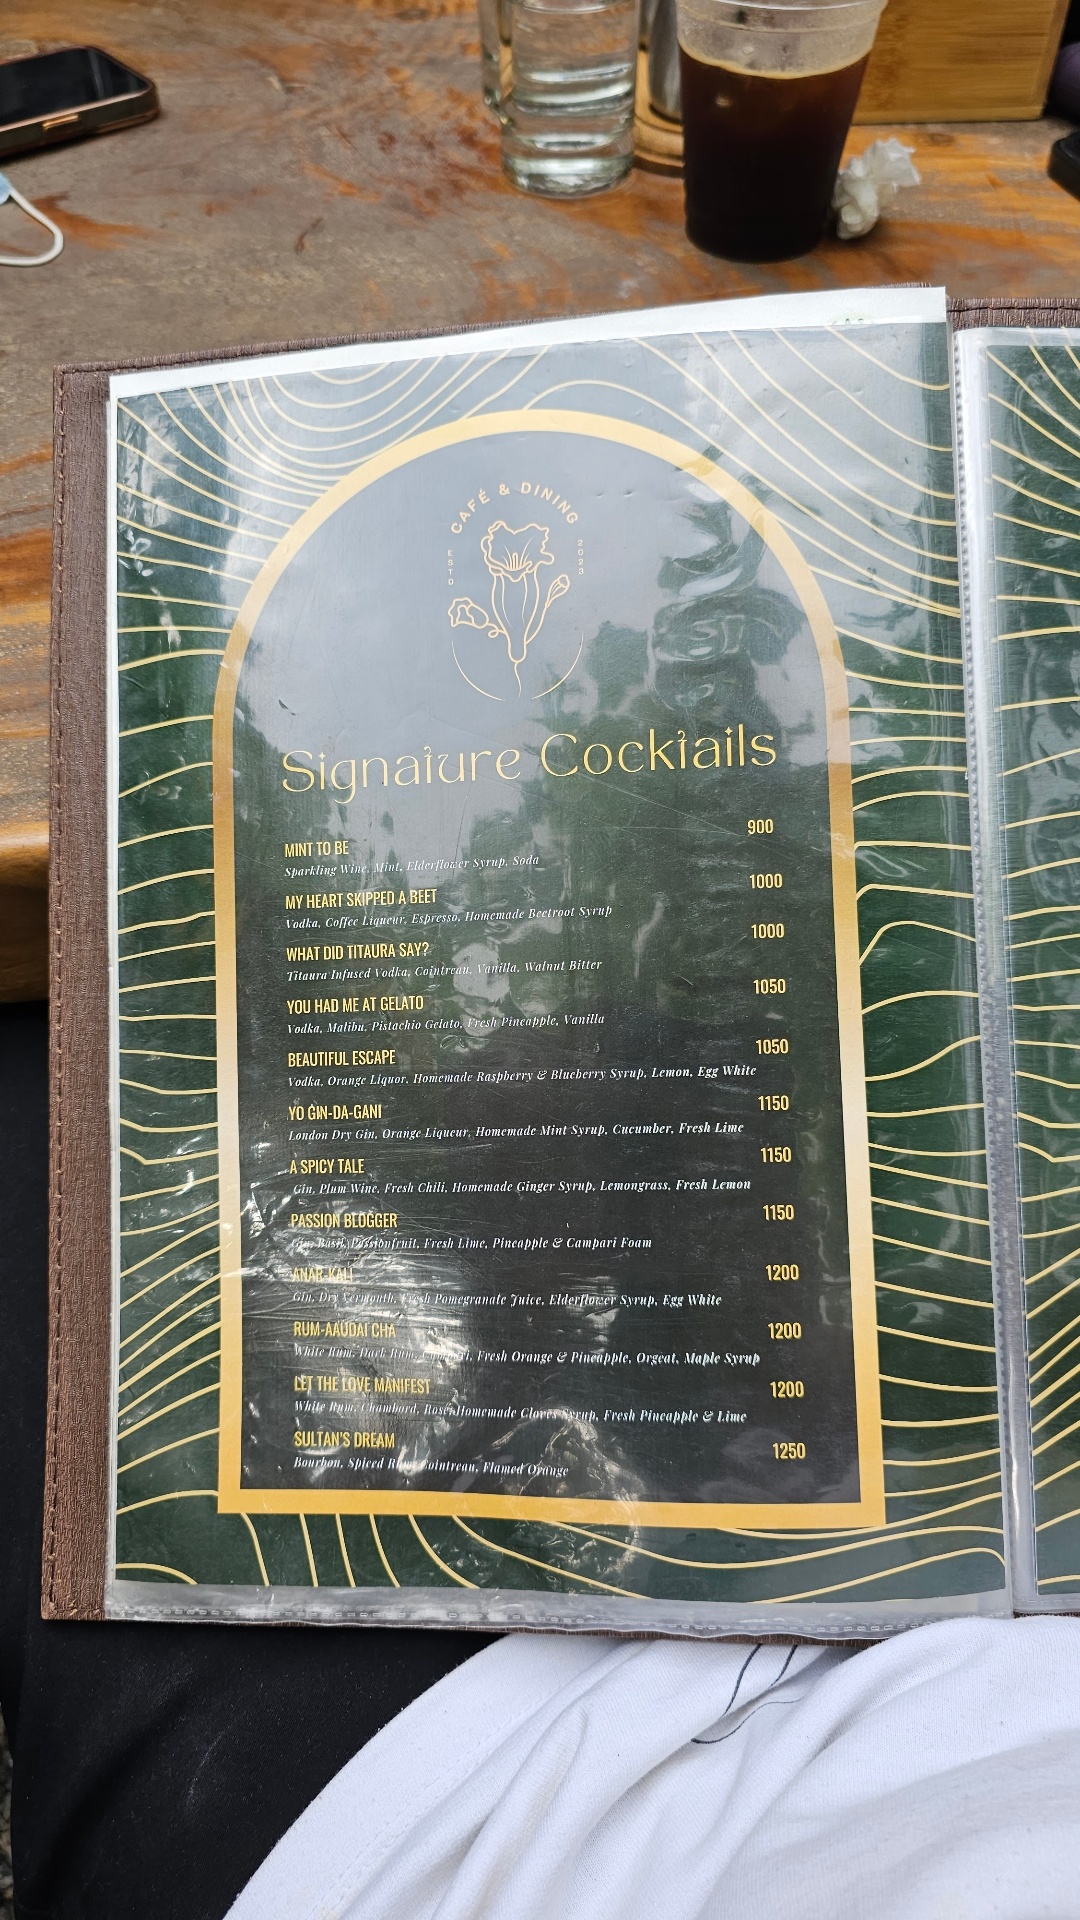 CAFÉ & DINING
ESTD 2023
Signature Cocktails
MINT TO BE 900
Sparkling Wine, Mint, Elderflower Syrup, Soda
MY HEART SKIPPED A BEET 1000
Vodka, Coffee Liqueur, Espresso, Homemade Beetroot Syrup
WHAT DID TITAURA SAY? 1000
Titaura Infused Vodka, Cointreau, Vanilla, Walnut Bitter
YOU HAD ME AT GELATO 1050
Vodka, Malibu, Pistachio Gelato, Fresh Pineapple, Vanilla
BEAUTIFUL ESCAPE 1050
Vodka, Orange Liquor, Homemade Raspberry & Blueberry Syrup, Lemon, Egg White
YO GIN-DA-GANI 1150
London Dry Gin, Orange Liqueur, Homemade Mint Syrup, Cucumber, Fresh Lime
A SPICY TALE 1150
Gin, Plum Wine, Fresh Chili, Homemade Ginger Syrup, Lemongrass, Fresh Lemon
PASSION BLOGGER 1150
Gin, Basil, Passionfruit, Fresh Lime, Pineapple & Campari Foam
ANAR-KALI 1200
Gin, Dry Vermouth, Fresh Pomegranate Juice, Elderflower Syrup, Egg White
RUM-AAUDAI CHA 1200
White Rum, Dark Rum, Campari, Fresh Orange & Pineapple, Orgeat, Maple Syrup
LET THE LOVE MANIFEST 1200
White Rum, Chambord, Rosé, Homemade Cloves Syrup, Fresh Pineapple & Lime
SULTAN'S DREAM 1250
Bourbon, Spiced Rum, Cointreau, Flamed Orange